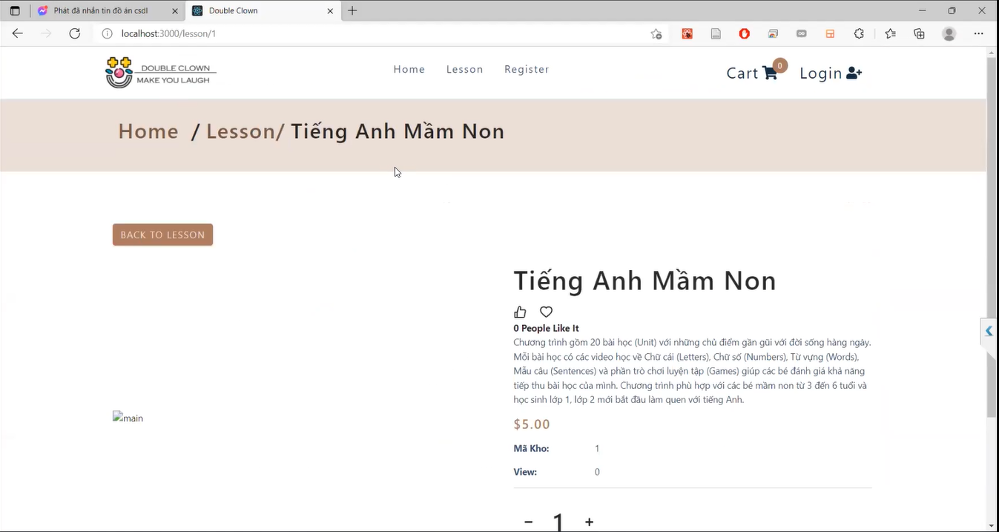 Phát đã nhắn tin đồ án csdl
Double Clown
localhost:3000/lesson/1
DOUBLE CLOWN
MAKE YOU LAUGH
Home
Lesson
Register
Cart
0
Login
Home / Lesson/ Tiếng Anh Mầm Non
BACK TO LESSON
Tiếng Anh Mầm Non
0 People Like It
Chương trình gồm 20 bài học (Unit) với những chủ điểm gần gũi với đời sống hàng ngày.
Mỗi bài học có các video học về Chữ cái (Letters), Chữ số (Numbers), Từ vựng (Words),
Mẫu câu (Sentences) và phần trò chơi luyện tập (Games) giúp các bé đánh giá khả năng
tiếp thu bài học của mình. Chương trình phù hợp với các bé mầm non từ 3 đến 6 tuổi và
học sinh lớp 1, lớp 2 mới bắt đầu làm quen với tiếng Anh.
main
$5.00
Mã Kho: 1
View: 0
- 1 +